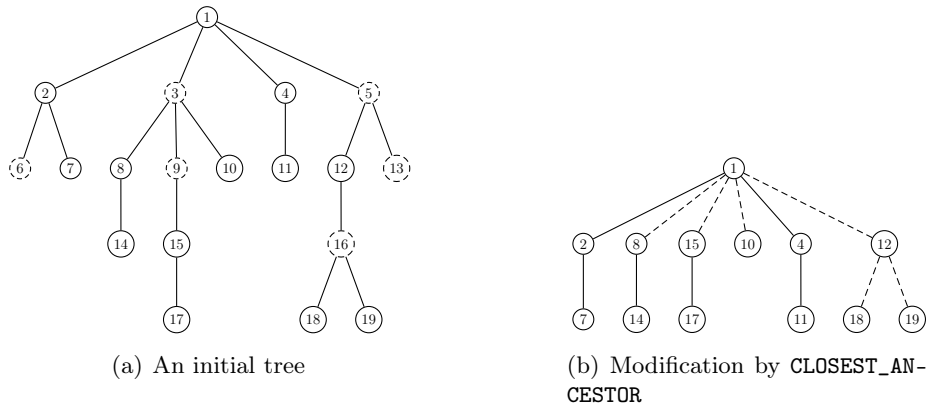 1
2 3 4 5
6 7 8 9 10 11 12 13 1
14 15 16 2 8 15 10 4 12
17 18 19 7 14 17 11 18 19
(a) An initial tree
(b) Modification by CLOSEST_AN-
CESTOR